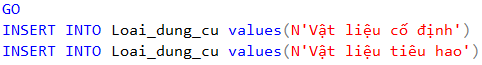 GO
INSERT INTO Loai_dung_cu values(N'Vật liệu cố định')
INSERT INTO Loai_dung_cu values(N'Vật liệu tiêu hao')